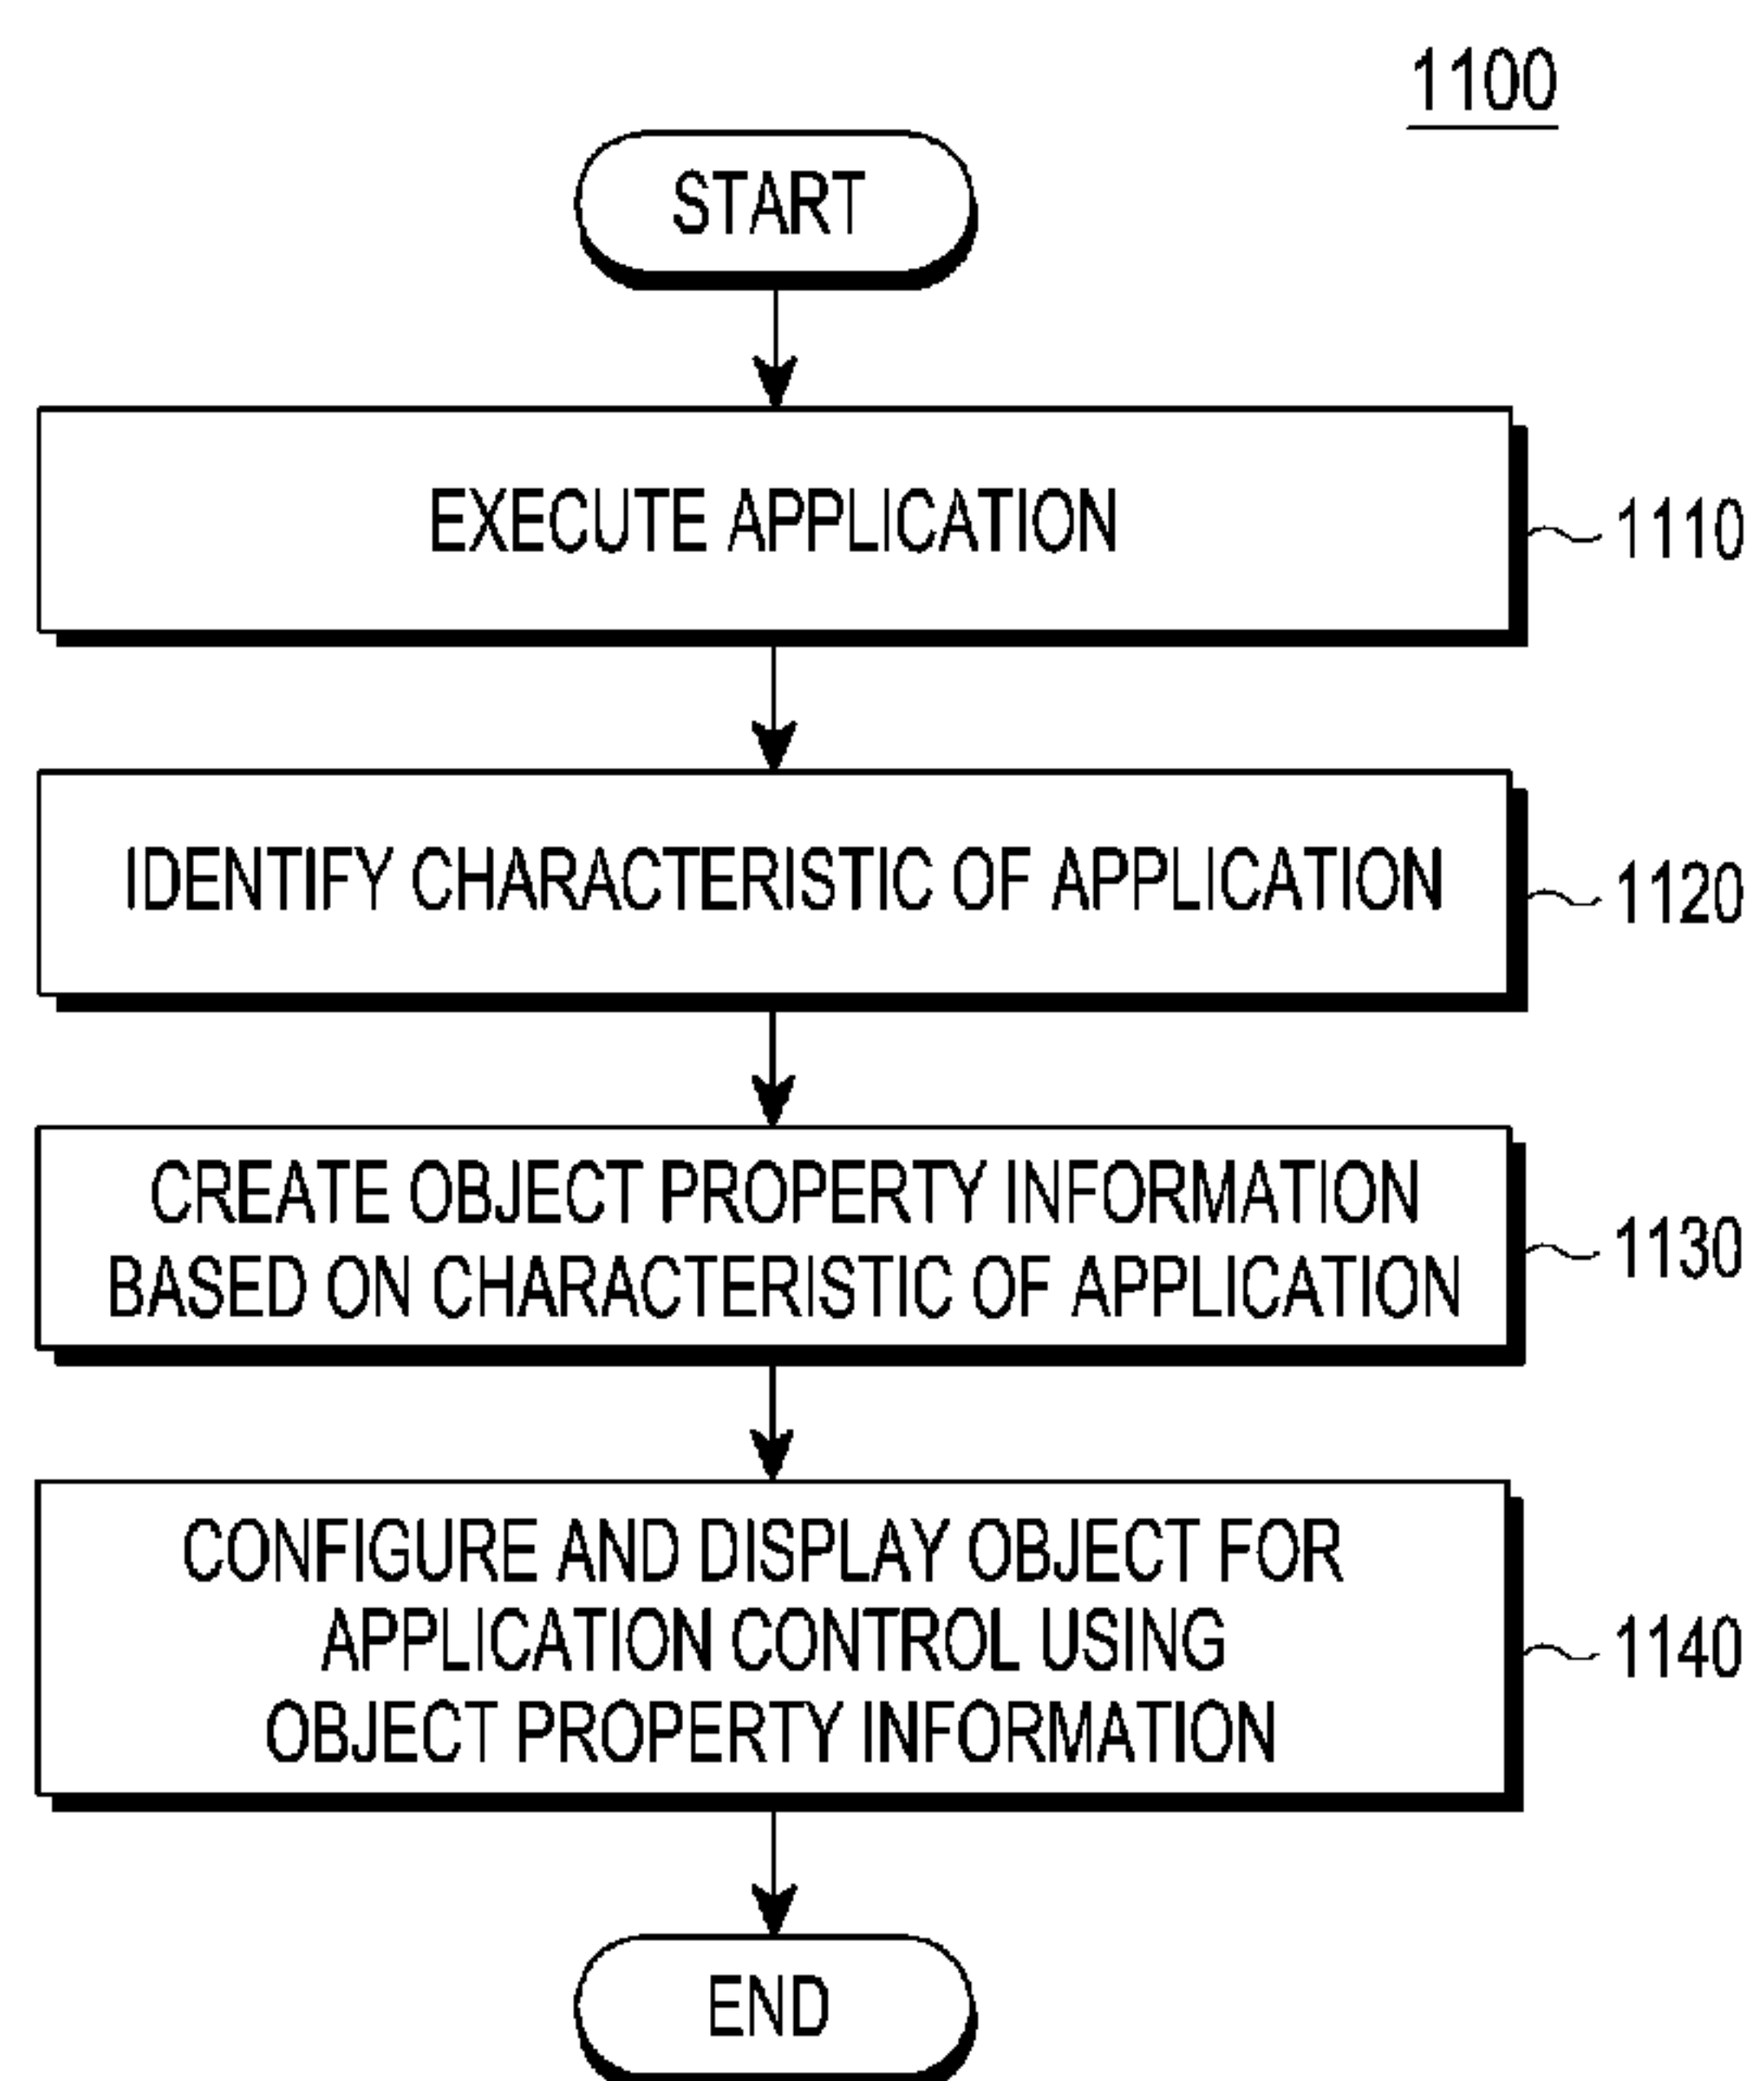 1100
START
EXECUTE APPLICATION
1110
IDENTIFY CHARACTERISTIC OF APPLICATION
1120
CREATE OBJECT PROPERTY INFORMATION
BASED ON CHARACTERISTIC OF APPLICATION
1130
CONFIGURE AND DISPLAY OBJECT FOR
APPLICATION CONTROL USING
OBJECT PROPERTY INFORMATION
1140
END